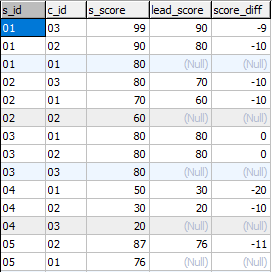 s_id c_id s_score lead_score score_diff
01 03 99 90 -9
01 02 90 80 -10
01 01 80 (Null) (Null)
02 03 80 70 -10
02 01 70 60 -10
02 02 60 (Null) (Null)
03 01 80 80 0
03 02 80 80 0
03 03 80 (Null) (Null)
04 01 50 30 -20
04 02 30 20 -10
04 03 20 (Null) (Null)
05 02 87 76 -11
05 01 76 (Null) (Null)